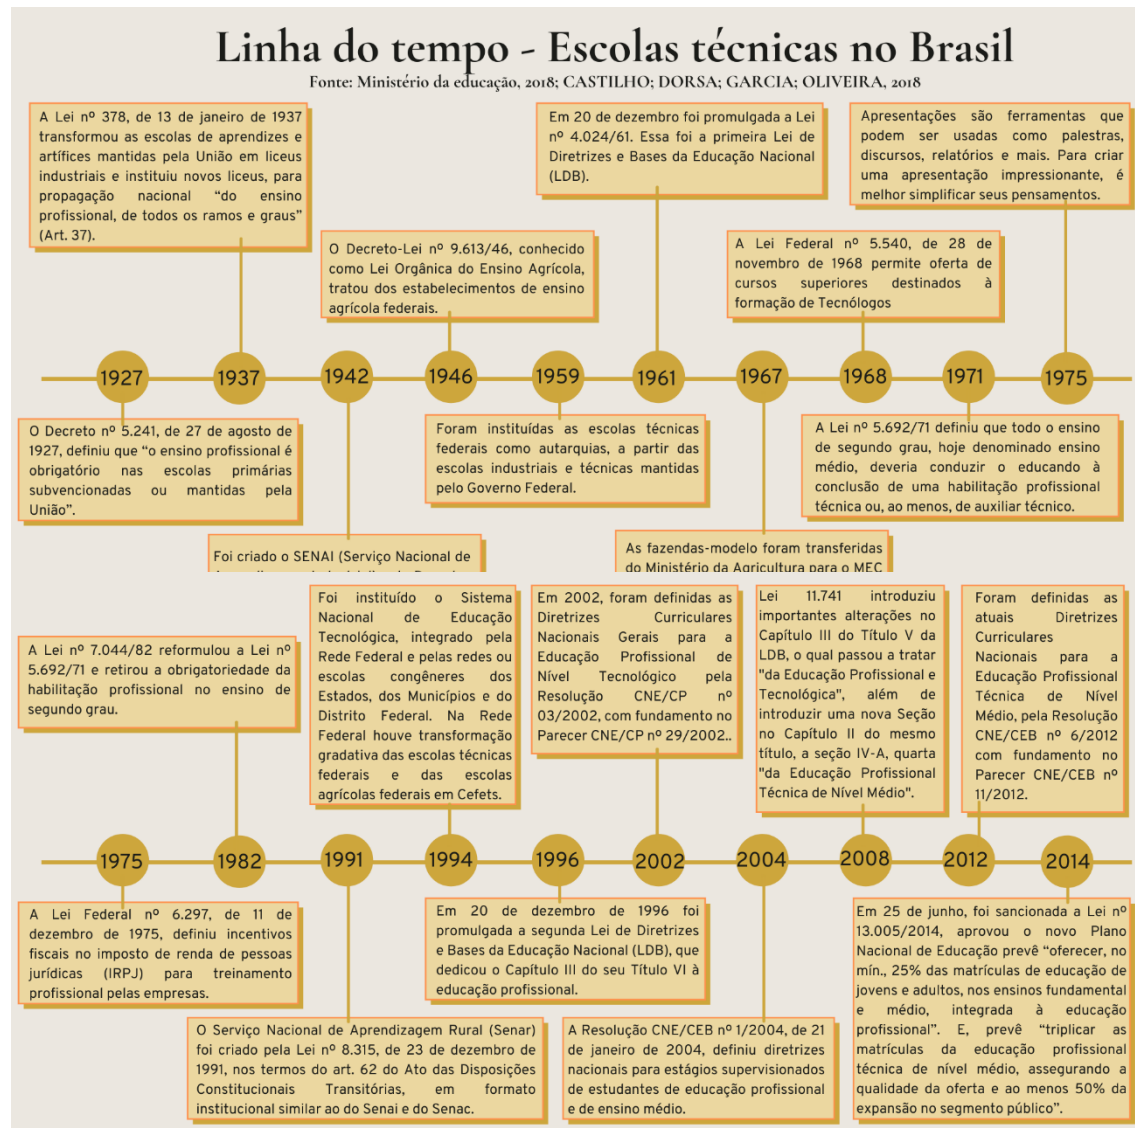 Linha do tempo - Escolas técnicas no Brasil
Fonte: Ministério da educação, 2018; CASTILHO; DORSA; GARCIA; OLIVEIRA, 2018
A Lei nº 378, de 13 de janeiro de 1937
transformou as escolas de aprendizes e
artífices mantidas pela União em liceus
industriais e instituiu novos liceus, para
propagação nacional “do ensino
profissional, de todos os ramos e graus”
(Art. 37).
O Decreto-Lei nº 9.613/46, conhecido
como Lei Orgânica do Ensino Agrícola,
tratou dos estabelecimentos de ensino
agrícola federais.
Em 20 de dezembro foi promulgada a Lei
nº 4.024/61. Essa foi a primeira Lei de
Diretrizes e Bases da Educação Nacional
(LDB).
A Lei Federal nº 5.540, de 28 de
novembro de 1968 permite oferta de
cursos superiores destinados à
formação de Tecnólogos
Apresentações são ferramentas que
podem ser usadas como palestras,
discursos, relatórios e mais. Para criar
uma apresentação impressionante, é
melhor simplificar seus pensamentos.
1927 1937 1942 1946 1959 1961 1967 1968 1971 1975
O Decreto nº 5.241, de 27 de agosto de
1927, definiu que “o ensino profissional é
obrigatório nas escolas primárias
subvencionadas ou mantidas pela
União”.
Foi criado o SENAI (Serviço Nacional de
Foram instituídas as escolas técnicas
federais como autarquias, a partir das
escolas industriais e técnicas mantidas
pelo Governo Federal.
As fazendas-modelo foram transferidas
do Ministério da Agricultura para o MEC
A Lei nº 5.692/71 definiu que todo o ensino
de segundo grau, hoje denominado ensino
médio, deveria conduzir o educando à
conclusão de uma habilitação profissional
técnica ou, ao menos, de auxiliar técnico.
A Lei nº 7.044/82 reformulou a Lei nº
5.692/71 e retirou a obrigatoriedade da
habilitação profissional no ensino de
segundo grau.
Foi instituído o Sistema
Nacional de Educação
Tecnológica, integrado pela
Rede Federal e pelas redes ou
escolas congêneres dos
Estados, dos Municípios e do
Distrito Federal. Na Rede
Federal houve transformação
gradativa das escolas técnicas
federais e das escolas
agrícolas federais em Cefets.
Em 2002, foram definidas as
Diretrizes Curriculares
Nacionais Gerais para a
Educação Profissional de
Nível Tecnológico pela
Resolução CNE/CP nº
03/2002, com fundamento no
Parecer CNE/CP nº 29/2002..
Lei 11.741 introduziu
importantes alterações no
Capítulo III do Título V da
LDB, o qual passou a tratar
"da Educação Profissional e
Tecnológica", além de
introduzir uma nova Seção
no Capítulo II do mesmo
título, a seção IV-A, quarta
"da Educação Profissional
Técnica de Nível Médio".
Foram definidas as
atuais Diretrizes
Curriculares
Nacionais para a
Educação Profissional
Técnica de Nível
Médio, pela Resolução
CNE/CEB nº 6/2012
com fundamento no
Parecer CNE/CEB nº
11/2012.
1975 1982 1991 1994 1996 2002 2004 2008 2012 2014
A Lei Federal nº 6.297, de 11 de
dezembro de 1975, definiu incentivos
fiscais no imposto de renda de pessoas
jurídicas (IRPJ) para treinamento
profissional pelas empresas.
O Serviço Nacional de Aprendizagem Rural (Senar)
foi criado pela Lei nº 8.315, de 23 de dezembro de
1991, nos termos do art. 62 do Ato das Disposições
Constitucionais Transitórias, em formato
institucional similar ao do Senai e do Senac.
Em 20 de dezembro de 1996 foi
promulgada a segunda Lei de Diretrizes
e Bases da Educação Nacional (LDB), que
dedicou o Capítulo III do seu Título VI à
educação profissional.
A Resolução CNE/CEB nº 1/2004, de 21
de janeiro de 2004, definiu diretrizes
nacionais para estágios supervisionados
de estudantes de educação profissional
e de ensino médio.
Em 25 de junho, foi sancionada a Lei nº
13.005/2014, aprovou o novo Plano
Nacional de Educação prevê “oferecer, no
mín., 25% das matrículas de educação de
jovens e adultos, nos ensinos fundamental
e médio, integrada à educação
profissional”. E, prevê “triplicar as
matrículas da educação profissional
técnica de nível médio, assegurando a
qualidade da oferta e ao menos 50% da
expansão no segmento público”.